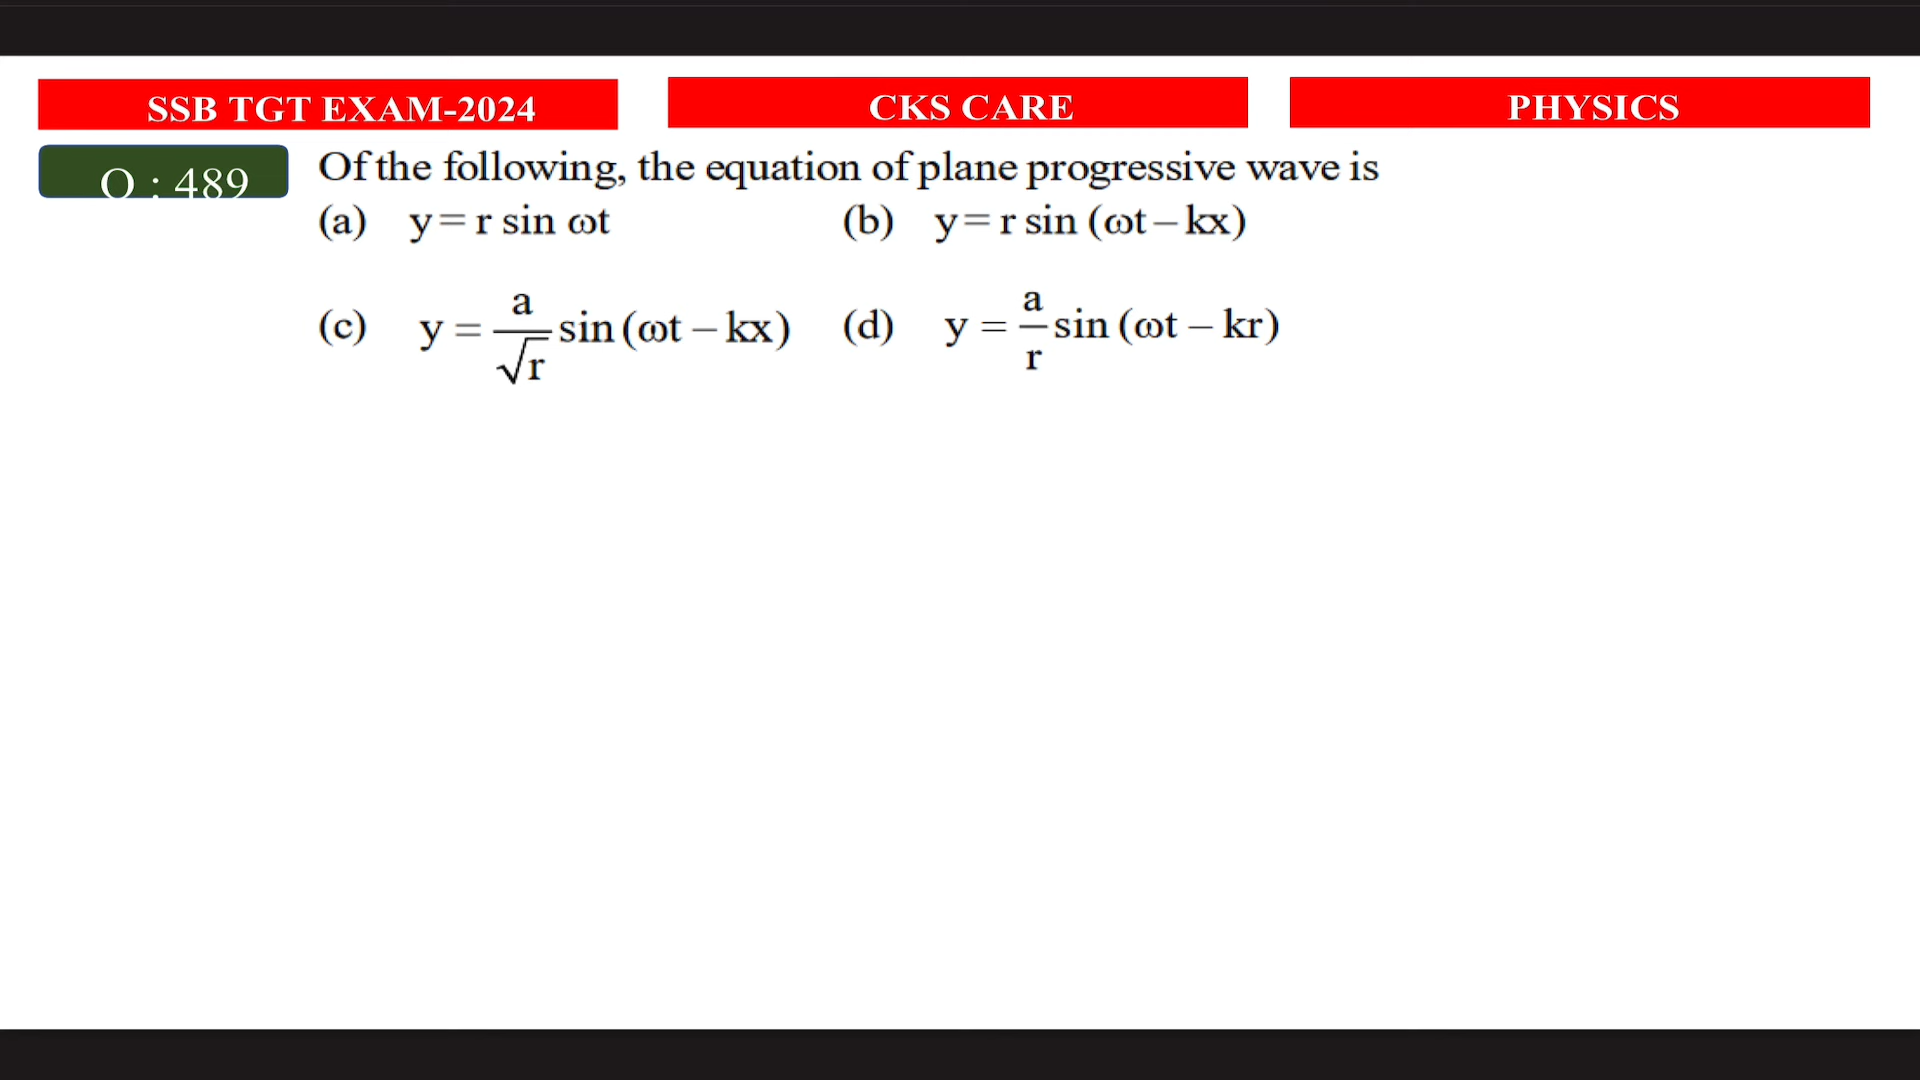 SSB TGT EXAM-2024
CKS CARE
PHYSICS
Q : 489
Of the following, the equation of plane progressive wave is
(a) y = r sin ωt (b) y = r sin (ωt – kx)
(c) y = a/√r sin (ωt – kx) (d) y = a/r sin (ωt – kr)